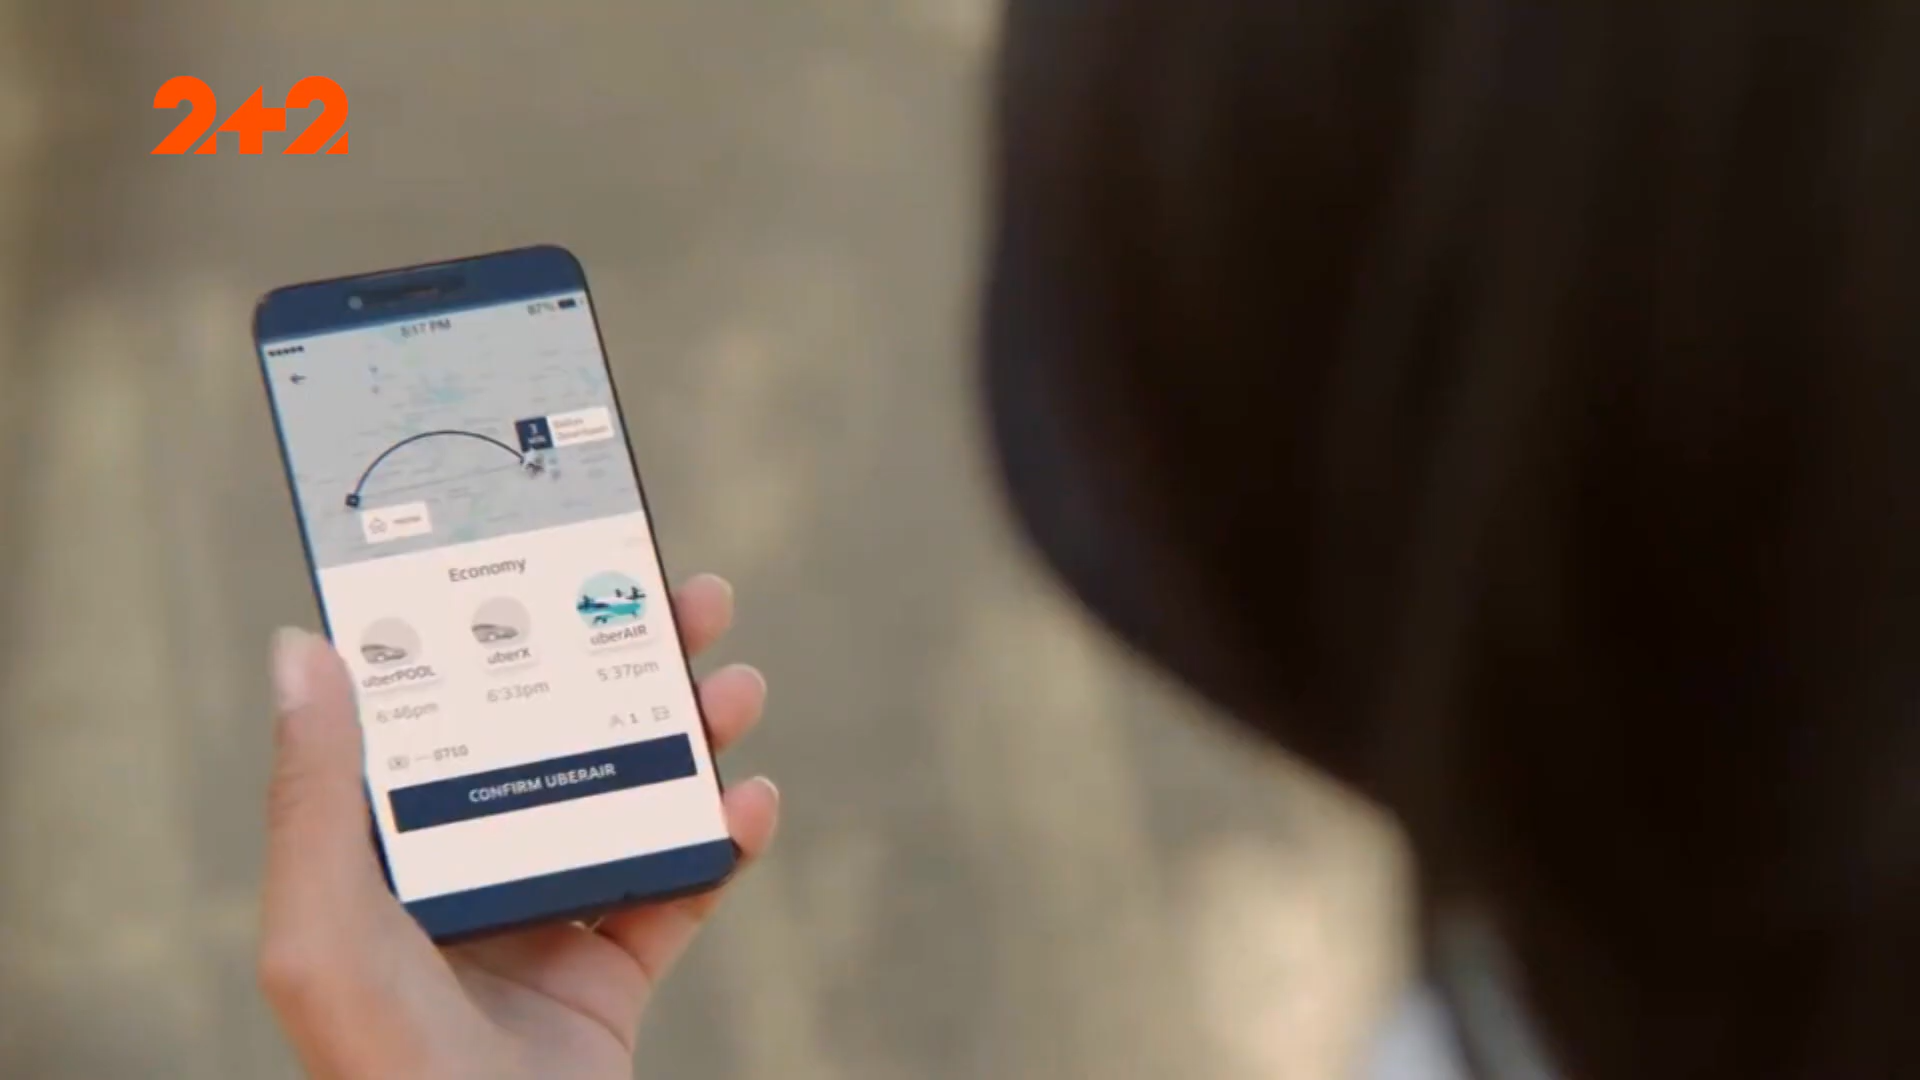 2+2
5:17 PM
87%
Economy
uberPOOL
uberX
uberAIR
6:46pm
6:33pm
5:37pm
1
0710
CONFIRM UBERAIR